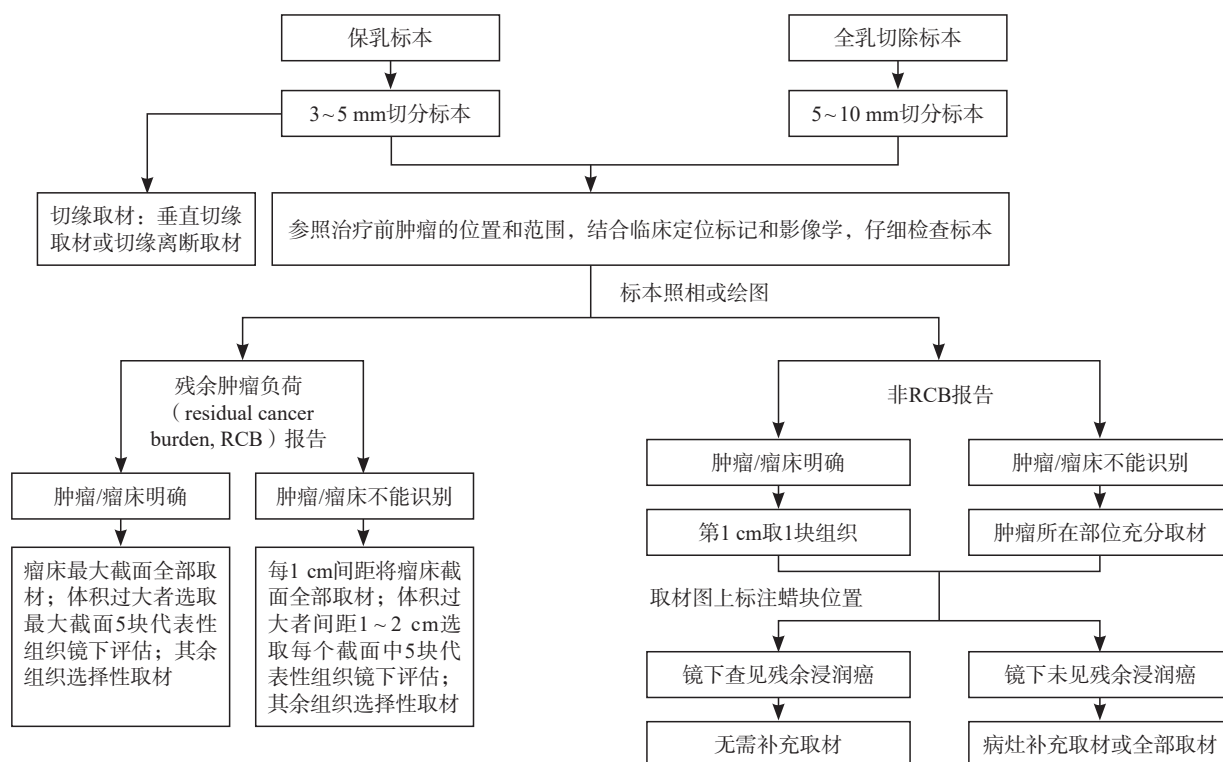 保乳标本
全乳切除标本
3~5 mm切分标本
5~10 mm切分标本
切缘取材：垂直切缘
取材或切缘离断取材
参照治疗前肿瘤的位置和范围，结合临床定位标记和影像学，仔细检查标本
标本照相或绘图
残余肿瘤负荷
（residual cancer
burden, RCB）报告
非RCB报告
肿瘤/瘤床明确
肿瘤/瘤床不能识别
肿瘤/瘤床明确
肿瘤/瘤床不能识别
瘤床最大截面全部取
材；体积过大者选取
最大截面5块代表性
组织镜下评估；其余
组织选择性取材
每1 cm间距将瘤床截
面全部取材；体积过
大者间距1~2 cm选
取每个截面中5块代
表性组织镜下评估；
其余组织选择性取材
第1 cm取1块组织
肿瘤所在部位充分取材
取材图上标注蜡块位置
镜下查见残余浸润癌
镜下未见残余浸润癌
无需补充取材
病灶补充取材或全部取材